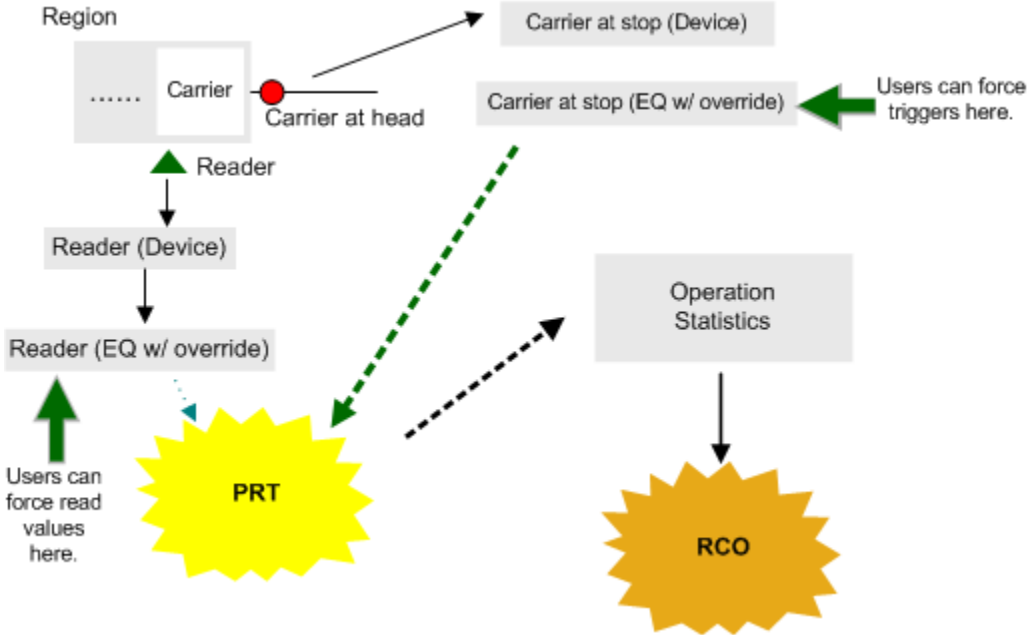 Region
Carrier at stop (Device)
......
Carrier
Carrier at head
Carrier at stop (EQ w/ override)
Users can force
triggers here.
Reader
Reader (Device)
Operation
Statistics
Reader (EQ w/ override)
Users can
force read
values
here.
PRT
RCO